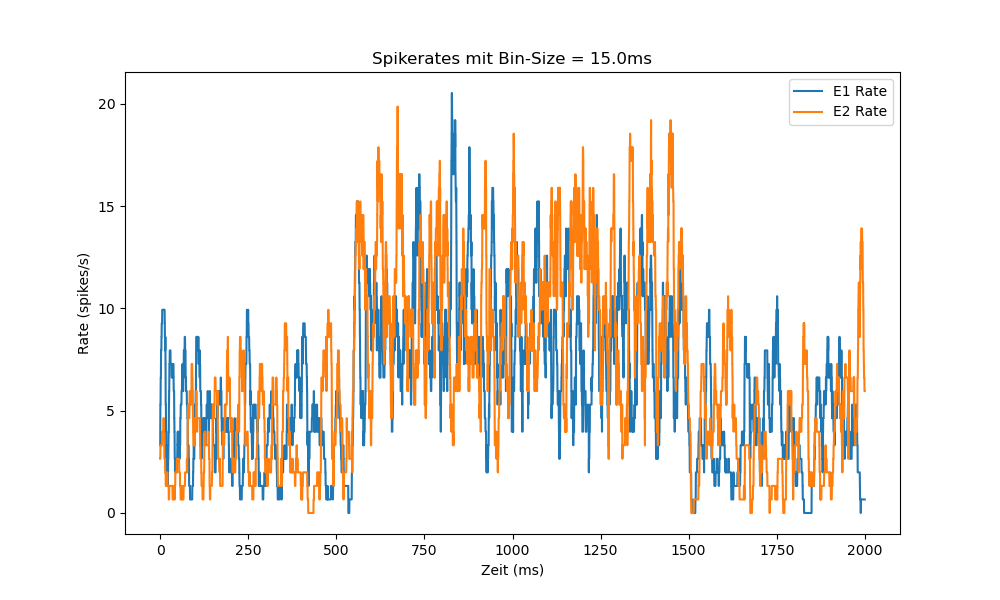 Spikerates mit Bin-Size = 15.0ms
E1 Rate
E2 Rate
Rate (spikes/s)
20
15
10
5
0
0 250 500 750 1000 1250 1500 1750 2000
Zeit (ms)